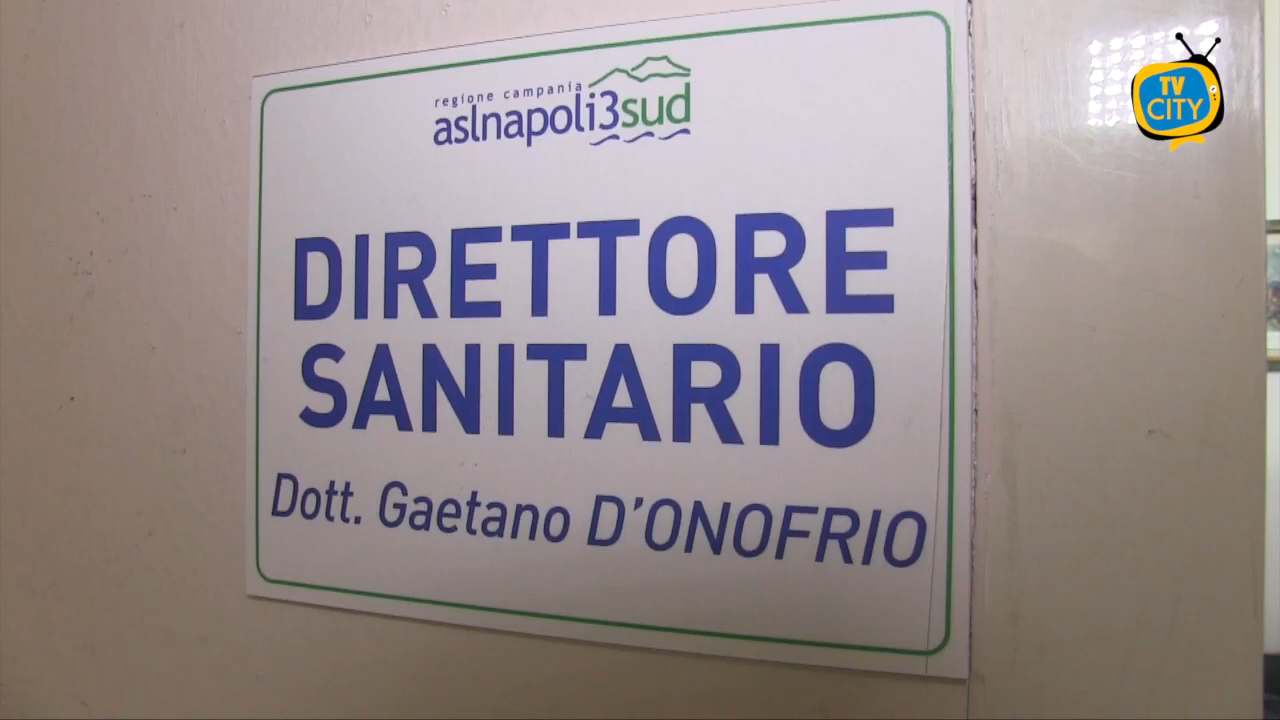 regione campania
aslnapoli3sud
TV
CITY
DIRETTORE
SANITARIO
Dott. Gaetano D'ONOFRIO